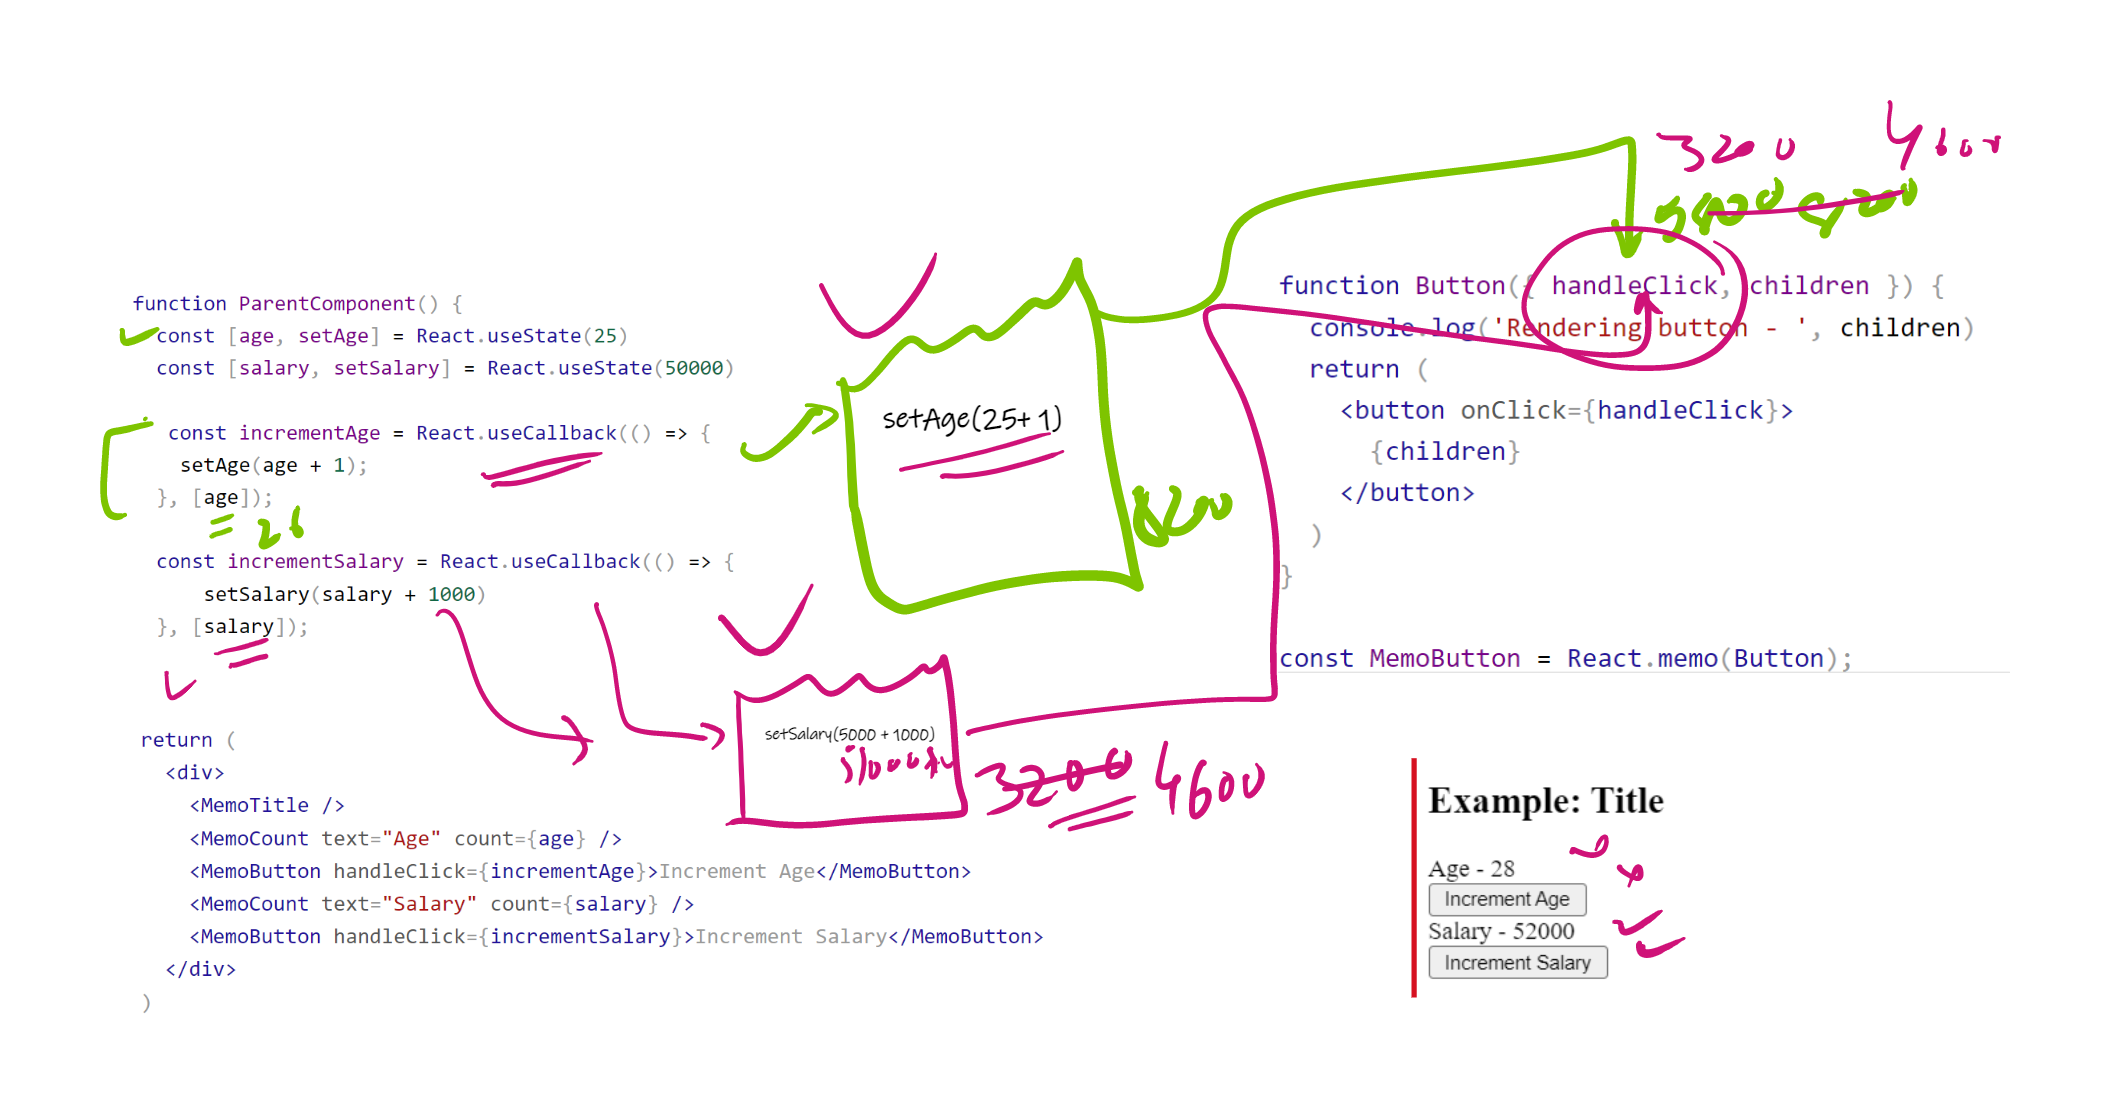 function ParentComponent() {
const [age, setAge] = React.useState(25)
const [salary, setSalary] = React.useState(50000)
const incrementAge = React.useCallback(() => {
setAge(age + 1);
}, [age]);
= 26
const incrementSalary = React.useCallback(() => {
setSalary(salary + 1000)
}, [salary]);
return (
<div>
<MemoTitle />
<MemoCount text="Age" count={age} />
<MemoButton handleClick={incrementAge}>Increment Age</MemoButton>
<MemoCount text="Salary" count={salary} />
<MemoButton handleClick={incrementSalary}>Increment Salary</MemoButton>
</div>
)
setAge(25+ 1)
setSalary(5000 + 1000)
3200 4600
3200 4600
function Button({ handleClick, children }) {
console.log('Rendering button - ', children)
return (
<button onClick={handleClick}>
{children}
</button>
)
}
const MemoButton = React.memo(Button);
Example: Title
Age - 28
Increment Age
Salary - 52000
Increment Salary